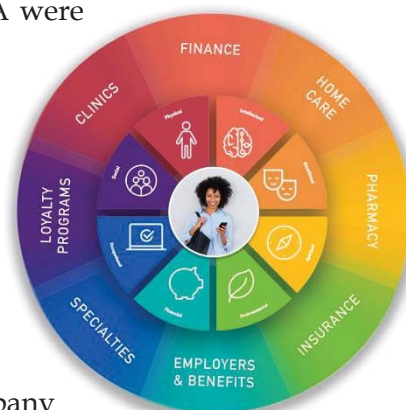 A were
FINANCE
HOME
CARE
PHARMACY
INSURANCE
EMPLOYERS
& BENEFITS
SPECIALTIES
LOYALTY
PROGRAMS
CLINICS
Physical
Intellectual
Emotional
Spiritual
Environmental
Financial
Occupational
Social
pany